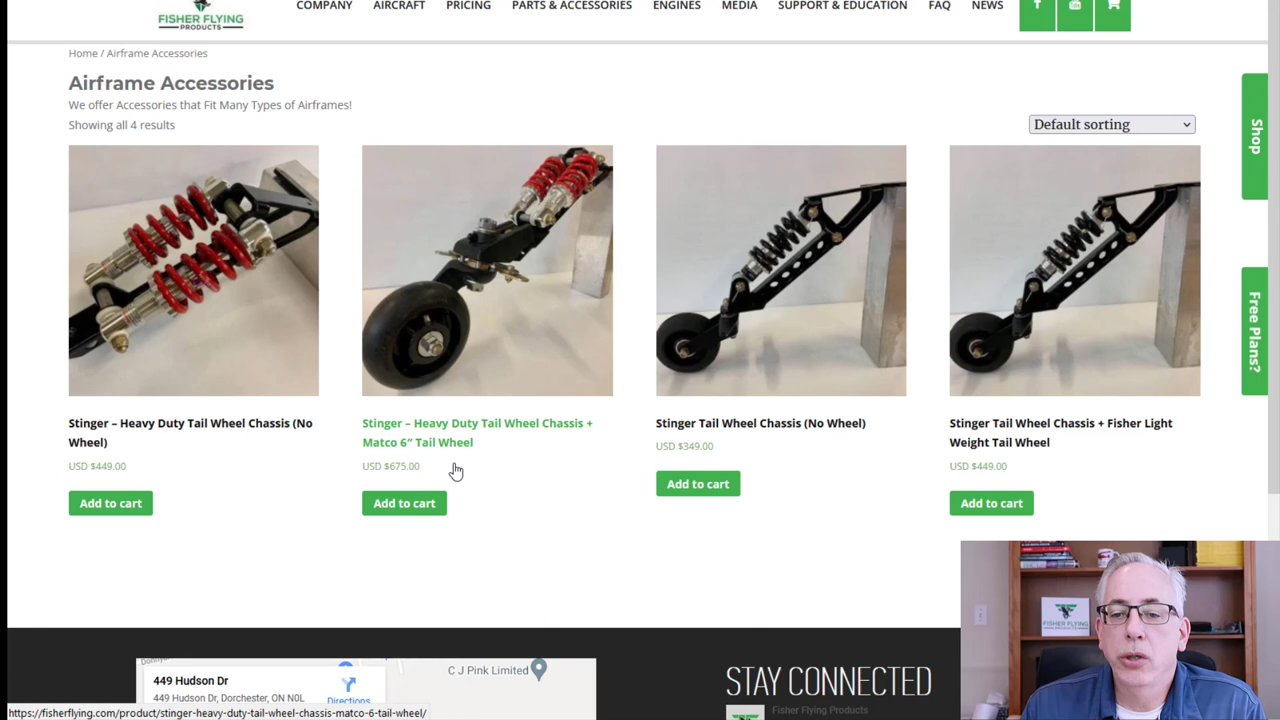 FISHER FLYING
PRODUCTS
COMPANY AIRCRAFT PRICING PARTS & ACCESSORIES ENGINES MEDIA SUPPORT & EDUCATION FAQ NEWS
Home / Airframe Accessories
Airframe Accessories
We offer Accessories that Fit Many Types of Airframes!
Showing all 4 results
Default sorting
Shop
Free Plans?
Stinger – Heavy Duty Tail Wheel Chassis (No
Wheel)
USD $449.00
Add to cart
Stinger – Heavy Duty Tail Wheel Chassis +
Matco 6″ Tail Wheel
USD $675.00
Add to cart
Stinger Tail Wheel Chassis (No Wheel)
USD $349.00
Add to cart
Stinger Tail Wheel Chassis + Fisher Light
Weight Tail Wheel
USD $449.00
Add to cart
FISHER FLYING
449 Hudson Dr
449 Hudson Dr, Dorchester, ON N0L
Directions
C J Pink Limited
STAY CONNECTED
Fisher Flying Products
https://fisherflying.com/product/stinger-heavy-duty-tail-wheel-chassis-matco-6-tail-wheel/